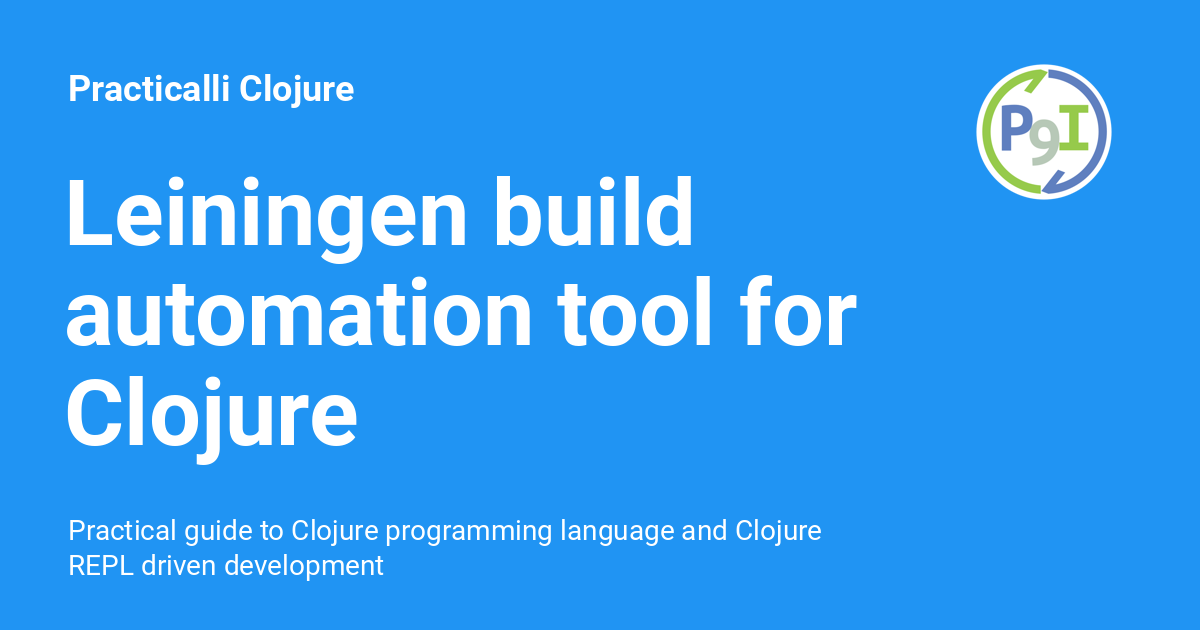 Practicalli Clojure
P9I
Leiningen build
automation tool for
Clojure
Practical guide to Clojure programming language and Clojure
REPL driven development